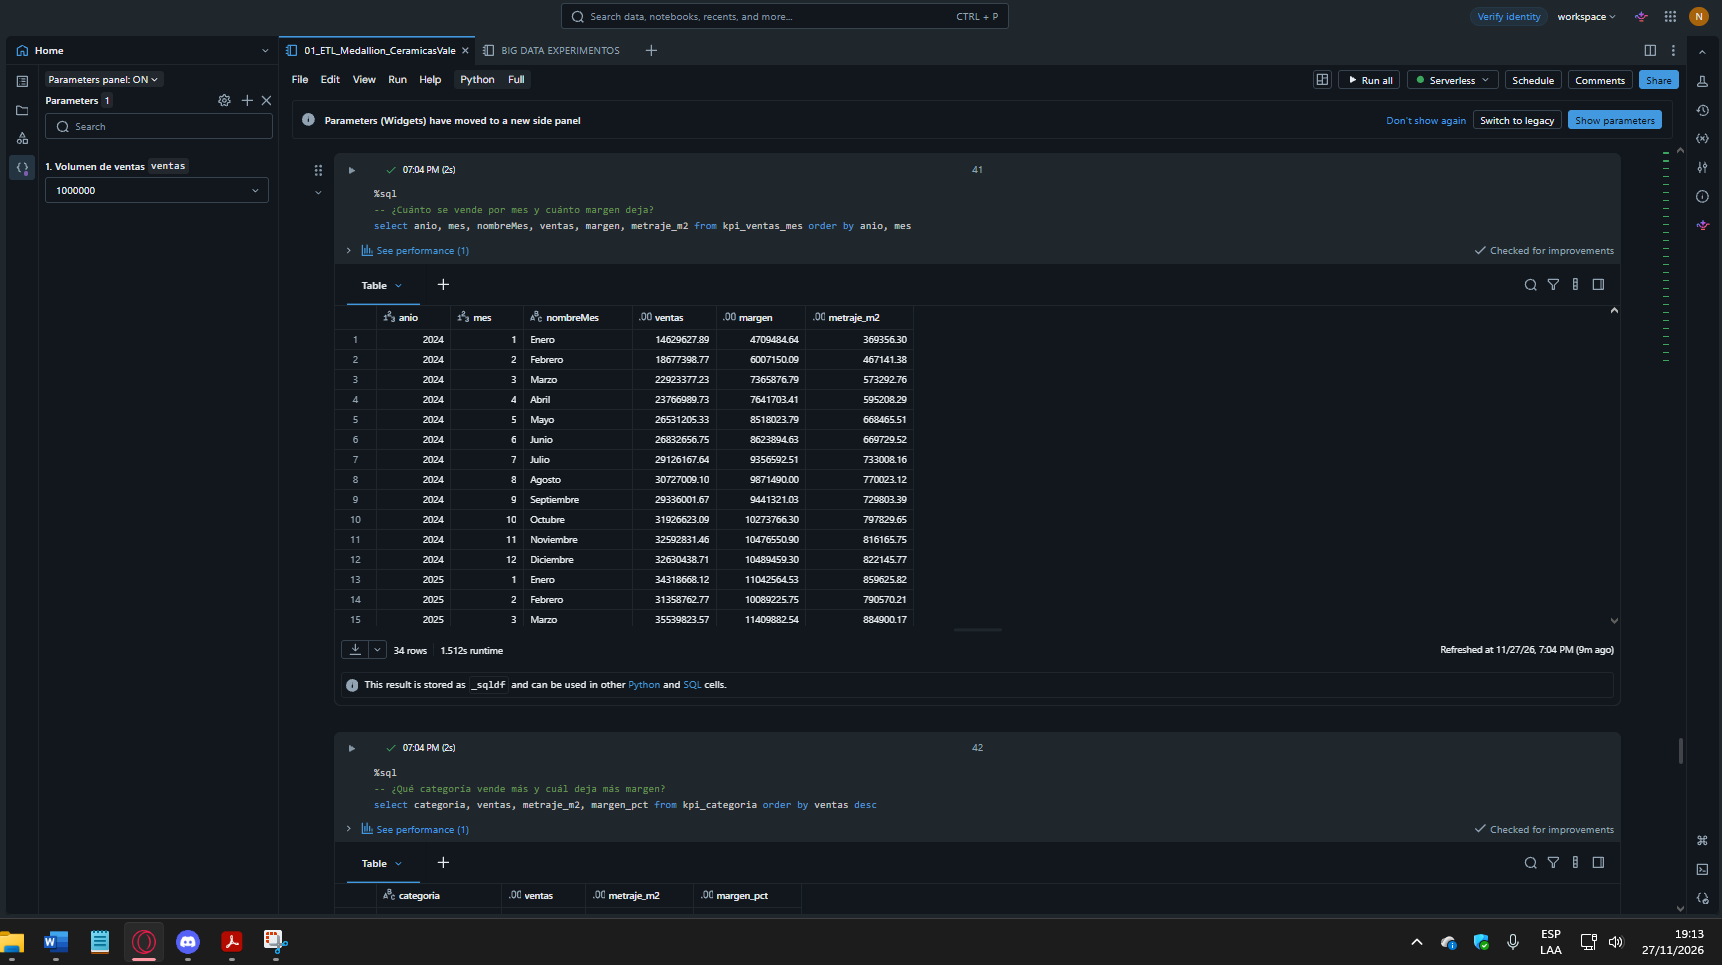 Search data, notebooks, recents, and more... CTRL + P
Verify identity workspace N
Home
01_ETL_Medallion_CeramicasVale BIG DATA EXPERIMENTOS
Parameters panel: ON
File Edit View Run Help Python Full
Run all Serverless Schedule Comments Share
Parameters 1
Search
Parameters (Widgets) have moved to a new side panel
Don't show again Switch to legacy Show parameters
1. Volumen de ventas ventas
1000000
07:04 PM (2s) 41
%sql
-- ¿Cuánto se vende por mes y cuánto margen deja?
select anio, mes, nombreMes, ventas, margen, metraje_m2 from kpi_ventas_mes order by anio, mes
See performance (1) Checked for improvements
Table
anio mes nombreMes ventas margen metraje_m2
1 2024 1 Enero 14629627.89 4709484.64 369356.30
2 2024 2 Febrero 18677398.77 6007150.09 467141.38
3 2024 3 Marzo 22923377.23 7365876.79 573292.76
4 2024 4 Abril 23766989.73 7641703.41 595208.29
5 2024 5 Mayo 26531205.33 8518023.79 668465.51
6 2024 6 Junio 26832656.75 8623894.63 669729.52
7 2024 7 Julio 29126167.64 9356592.51 733008.16
8 2024 8 Agosto 30727009.10 9871490.00 770023.12
9 2024 9 Septiembre 29336001.67 9441321.03 729803.39
10 2024 10 Octubre 31926623.09 10273766.30 797829.65
11 2024 11 Noviembre 32592831.46 10476550.90 816165.75
12 2024 12 Diciembre 32630438.71 10489459.30 822145.77
13 2025 1 Enero 34318668.12 11042564.53 859625.82
14 2025 2 Febrero 31358762.77 10089225.75 790570.21
15 2025 3 Marzo 35539823.57 11409882.54 884900.17
34 rows 1.512s runtime Refreshed at 11/27/26, 7:04 PM (9m ago)
This result is stored as _sqldf and can be used in other Python and SQL cells.
07:04 PM (2s) 42
%sql
-- ¿Qué categoría vende más y cuál deja más margen?
select categoria, ventas, metraje_m2, margen_pct from kpi_categoria order by ventas desc
See performance (1) Checked for improvements
Table
categoria ventas metraje_m2 margen_pct
ESP
LAA
19:13
27/11/2026